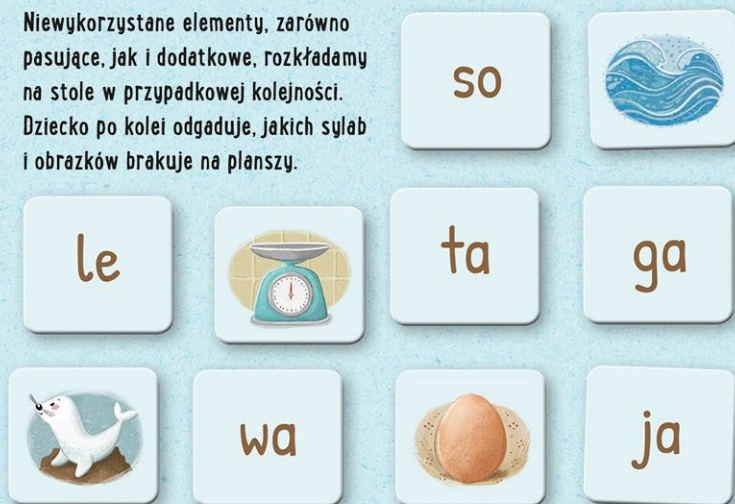 Niewykorzystane elementy, zarówno
pasujące, jak i dodatkowe, rozkładamy
na stole w przypadkowej kolejności.
Dziecko po kolei odgaduje, jakich sylab
i obrazków brakuje na planszy.
so
le
ta
ga
wa
ja